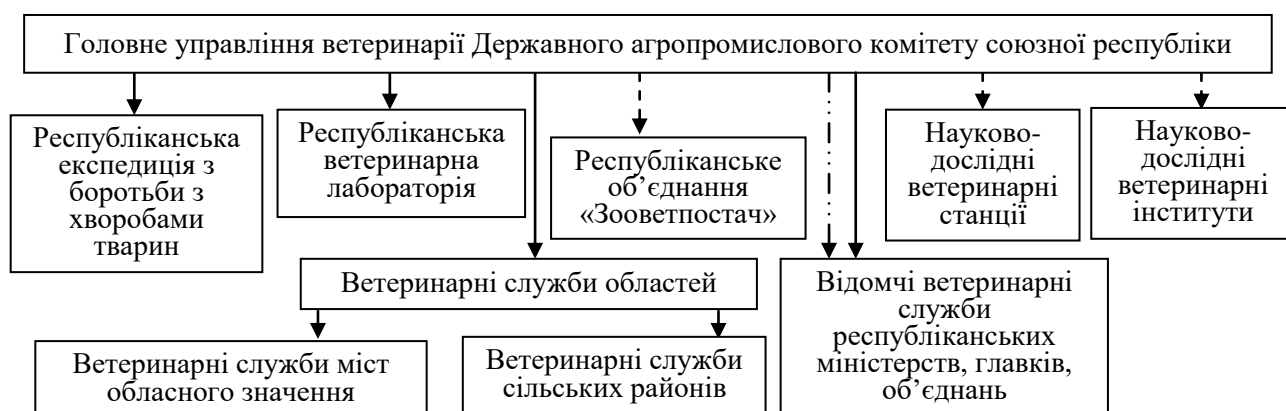 Головне управління ветеринарії Державного агропромислового комітету союзної республіки
Республіканська
експедиція з
боротьби з
хворобами
тварин
Республіканська
ветеринарна
лабораторія
Республіканське
об’єднання
«Зооветпостач»
Науково-
дослідні
ветеринарні
станції
Науково-
дослідні
ветеринарні
інститути
Ветеринарні служби областей
Відомчі ветеринарні
служби
республіканських
міністерств, главків,
об’єднань
Ветеринарні служби міст
обласного значення
Ветеринарні служби
сільських районів